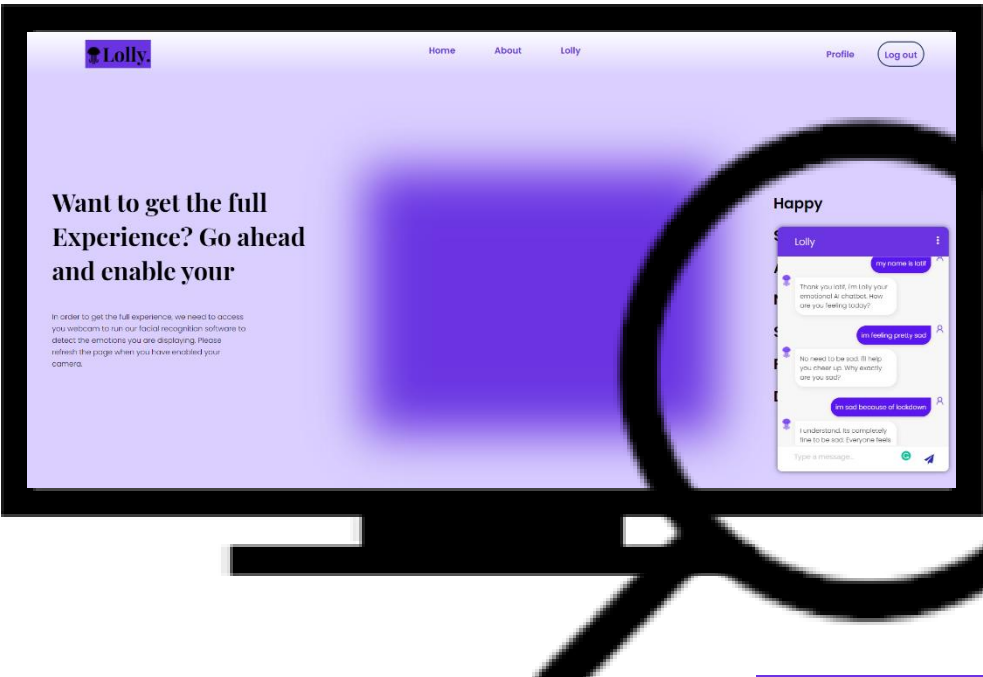 Lolly.
Home About Lolly
Profile Log out
Want to get the full
Experience? Go ahead
and enable your
In order to get the full experience, we need to access
you webcam to run our facial recognition software to
detect the emotions you are displaying. Please
refresh the page when you have enabled your
camera.
Happy
Lolly
my name is latif
Thank you latif, im Lolly your
emotional AI chatbot. How
are you feeling today?
im feeling pretty sad
No need to be sad. Ill help
you cheer up. Why exactly
are you sad?
im sad because of lockdown
I understand. Its completely
fine to be sad. Everyone feels
Type a message...